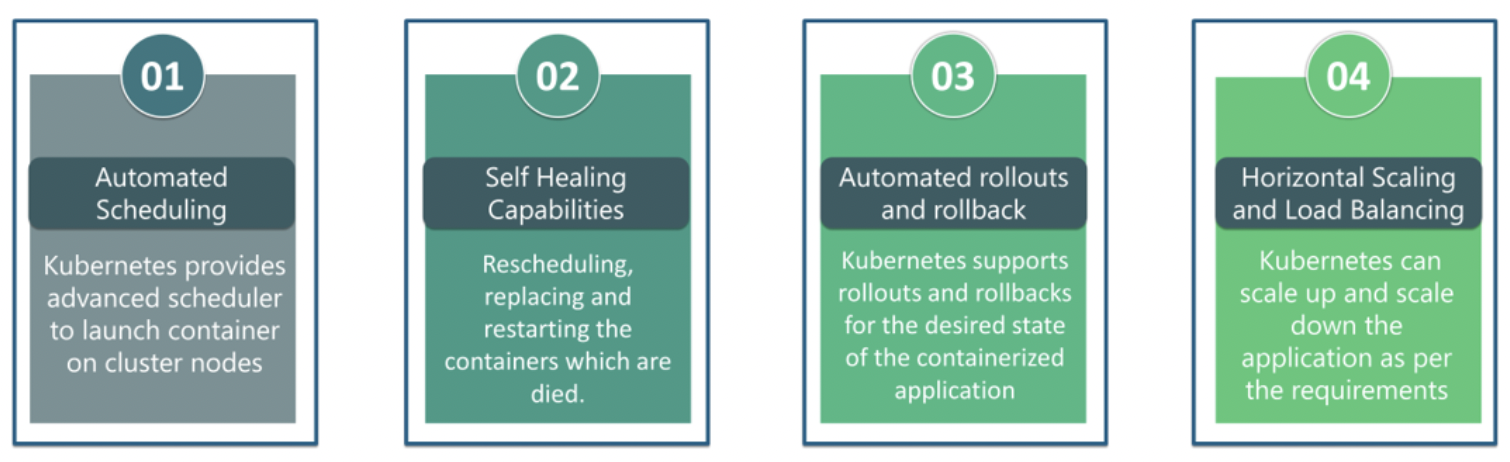 01
Automated
Scheduling
Kubernetes provides
advanced scheduler
to launch container
on cluster nodes
02
Self Healing
Capabilities
Rescheduling,
replacing and
restarting the
containers which are
died.
03
Automated rollouts
and rollback
Kubernetes supports
rollouts and rollbacks
for the desired state
of the containerized
application
04
Horizontal Scaling
and Load Balancing
Kubernetes can
scale up and scale
down the
application as per
the requirements